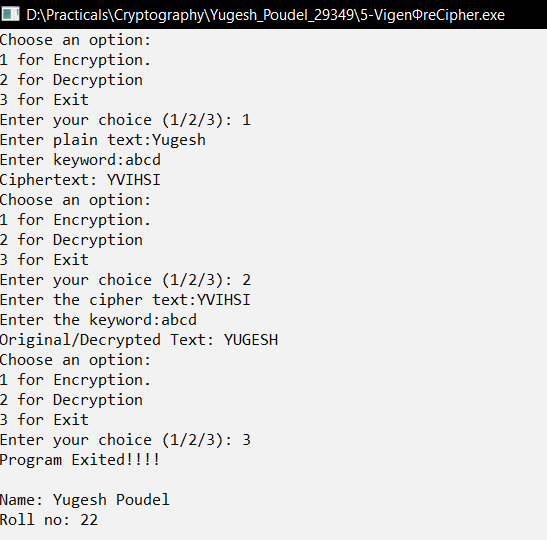 D:\Practicals\Cryptography\Yugesh_Poudel_29349\5-VigenΦreCipher.exe
Choose an option:
1 for Encryption.
2 for Decryption
3 for Exit
Enter your choice (1/2/3): 1
Enter plain text:Yugesh
Enter keyword:abcd
Ciphertext: YVIHSI
Choose an option:
1 for Encryption.
2 for Decryption
3 for Exit
Enter your choice (1/2/3): 2
Enter the cipher text:YVIHSI
Enter the keyword:abcd
Original/Decrypted Text: YUGESH
Choose an option:
1 for Encryption.
2 for Decryption
3 for Exit
Enter your choice (1/2/3): 3
Program Exited!!!!
Name: Yugesh Poudel
Roll no: 22